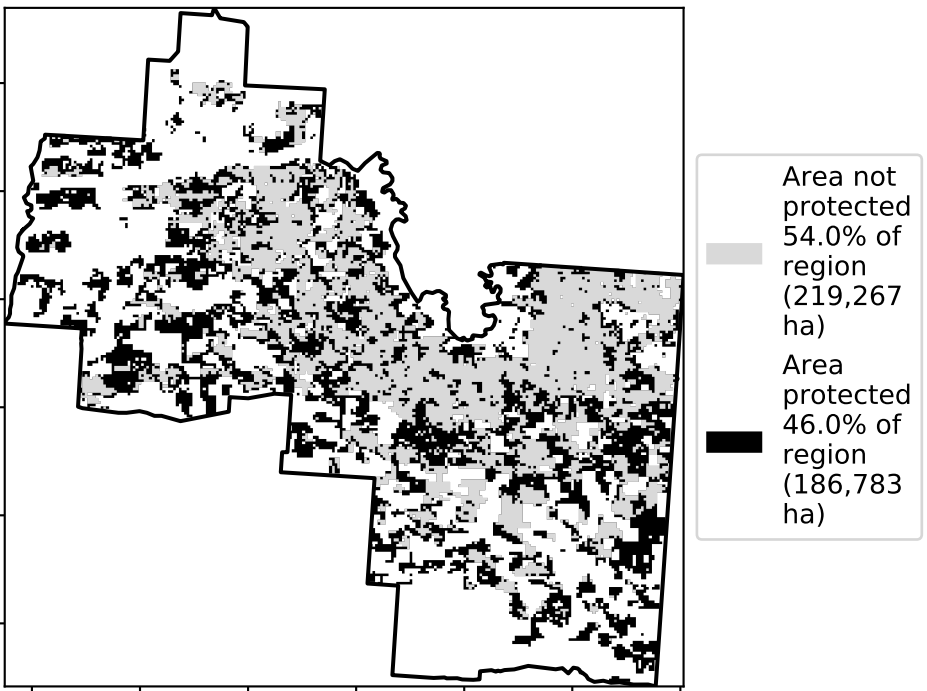 Area not
protected
54.0% of
region
(219,267
ha)
Area
protected
46.0% of
region
(186,783
ha)